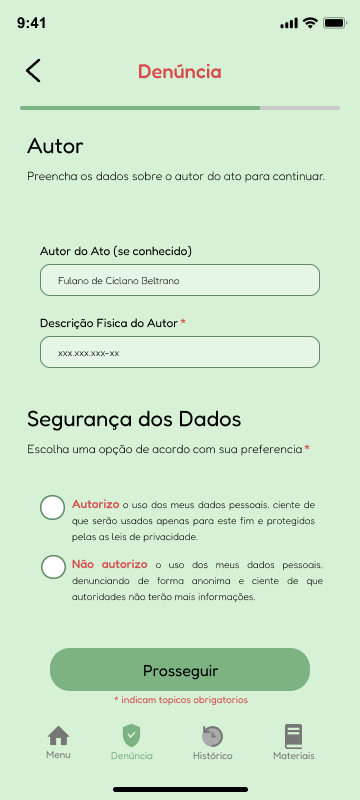 9:41
Denúncia
Autor
Preencha os dados sobre o autor do ato para continuar.
Autor do Ato (se conhecido)
Fulano de Ciclano Beltrano
Descrição Fisica do Autor *
xxx.xxx.xxx-xx
Segurança dos Dados
Escolha uma opção de acordo com sua preferencia *
Autorizo o uso dos meus dados pessoais, ciente de
que serão usados apenas para este fim e protegidos
pelas as leis de privacidade.
Não autorizo o uso dos meus dados pessoais,
denunciando de forma anonima e ciente de que
autoridades não terão mais informações.
Prosseguir
* indicam topicos obrigatorios
Menu
Denúncia
Histórico
Materiais